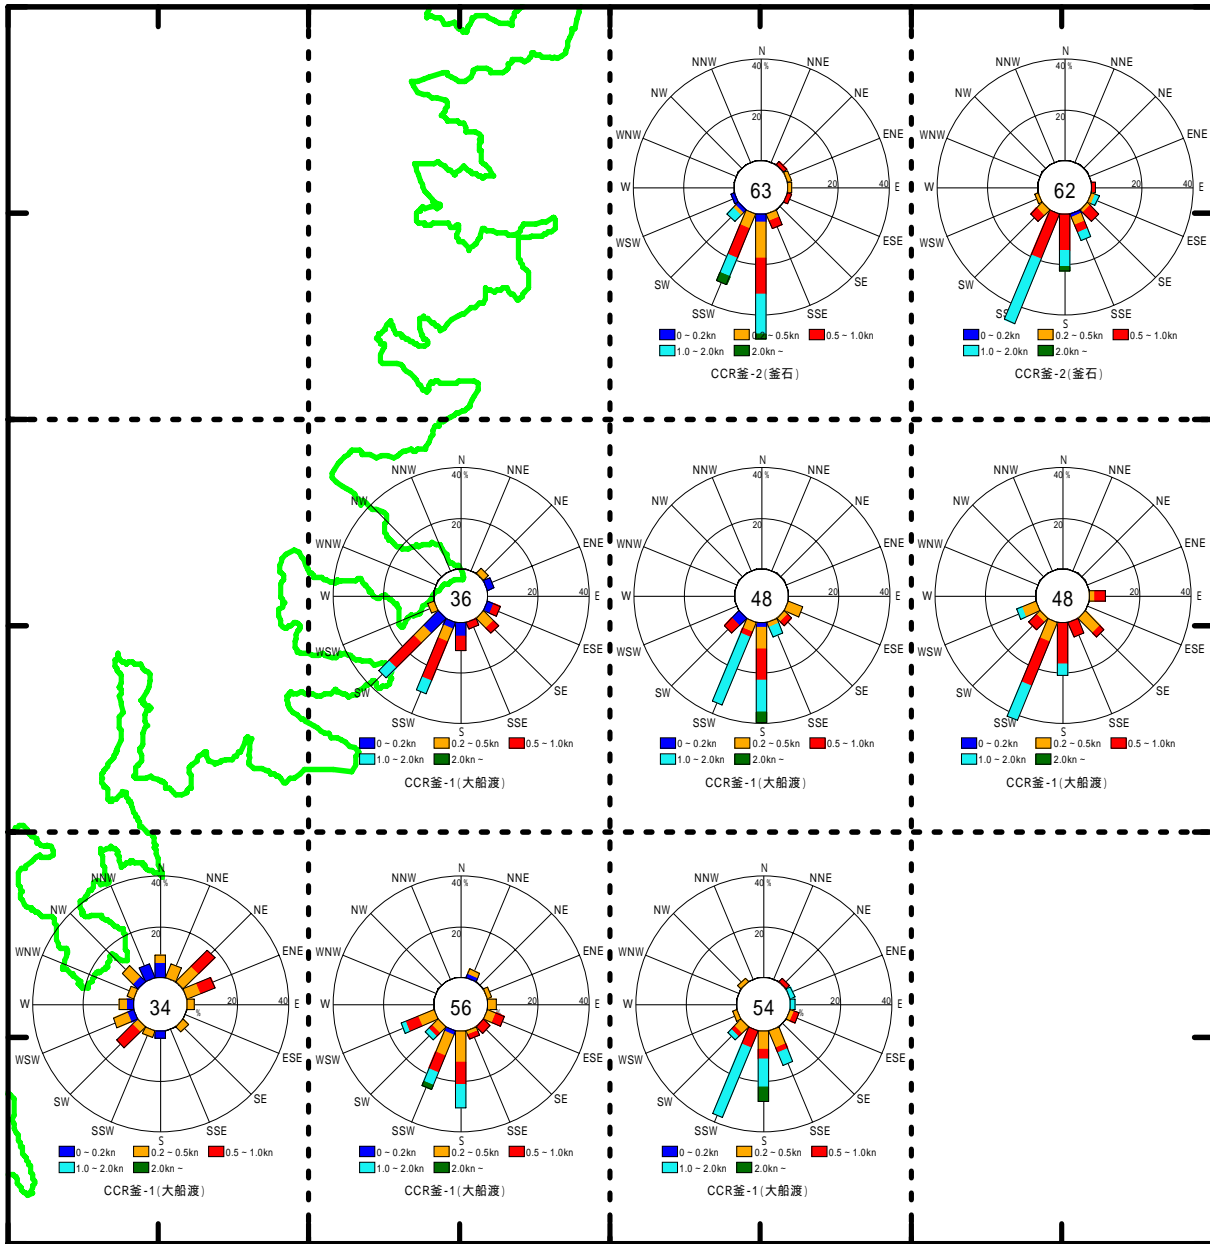 N
NNW 40 % NNE
NW NE
20
WNW ENE
W 63 20 40 E
WSW ESE
SW SE
SSW SSE
S
0 ~ 0.2kn 0.2 ~ 0.5kn 0.5 ~ 1.0kn
1.0 ~ 2.0kn 2.0kn ~
CCR釜-2(釜石)
N
NNW 40 % NNE
NW NE
20
WNW ENE
W 62 20 40 E
WSW ESE
SW SE
SSW SSE
S
0 ~ 0.2kn 0.2 ~ 0.5kn 0.5 ~ 1.0kn
1.0 ~ 2.0kn 2.0kn ~
CCR釜-2(釜石)
N
NNW 40 % NNE
NW NE
20
WNW ENE
W 36 20 40 E
WSW ESE
SW SE
SSW SSE
S
0 ~ 0.2kn 0.2 ~ 0.5kn 0.5 ~ 1.0kn
1.0 ~ 2.0kn 2.0kn ~
CCR釜-1(大船渡)
N
NNW 40 % NNE
NW NE
20
WNW ENE
W 48 20 40 E
WSW ESE
SW SE
SSW SSE
S
0 ~ 0.2kn 0.2 ~ 0.5kn 0.5 ~ 1.0kn
1.0 ~ 2.0kn 2.0kn ~
CCR釜-1(大船渡)
N
NNW 40 % NNE
NW NE
20
WNW ENE
W 48 20 40 E
WSW ESE
SW SE
SSW SSE
S
0 ~ 0.2kn 0.2 ~ 0.5kn 0.5 ~ 1.0kn
1.0 ~ 2.0kn 2.0kn ~
CCR釜-1(大船渡)
N
NNW 40 % NNE
NW NE
20
WNW ENE
W 34 20 40 E
%
WSW ESE
SW SE
SSW SSE
S
0 ~ 0.2kn 0.2 ~ 0.5kn 0.5 ~ 1.0kn
1.0 ~ 2.0kn 2.0kn ~
CCR釜-1(大船渡)
N
NNW 40 % NNE
NW NE
20
WNW ENE
W 56 20 40 E
%
WSW ESE
SW SE
SSW SSE
S
0 ~ 0.2kn 0.2 ~ 0.5kn 0.5 ~ 1.0kn
1.0 ~ 2.0kn 2.0kn ~
CCR釜-1(大船渡)
N
NNW 40 % NNE
NW NE
20
WNW ENE
W 54 20 40 E
%
WSW ESE
SW SE
SSW SSE
S
0 ~ 0.2kn 0.2 ~ 0.5kn 0.5 ~ 1.0kn
1.0 ~ 2.0kn 2.0kn ~
CCR釜-1(大船渡)